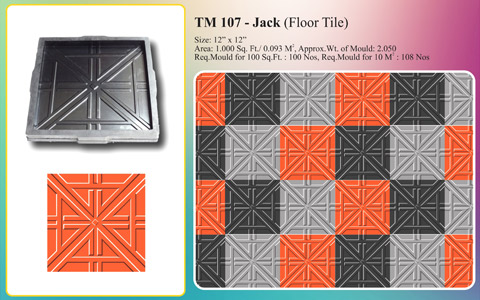 TM 107 - Jack (Floor Tile)
Size: 12” x 12”
Area: 1.000 Sq. Ft./ 0.093 M², Approx.Wt. of Mould: 2.050
Req.Mould for 100 Sq.Ft. : 100 Nos, Req.Mould for 10 M² : 108 Nos